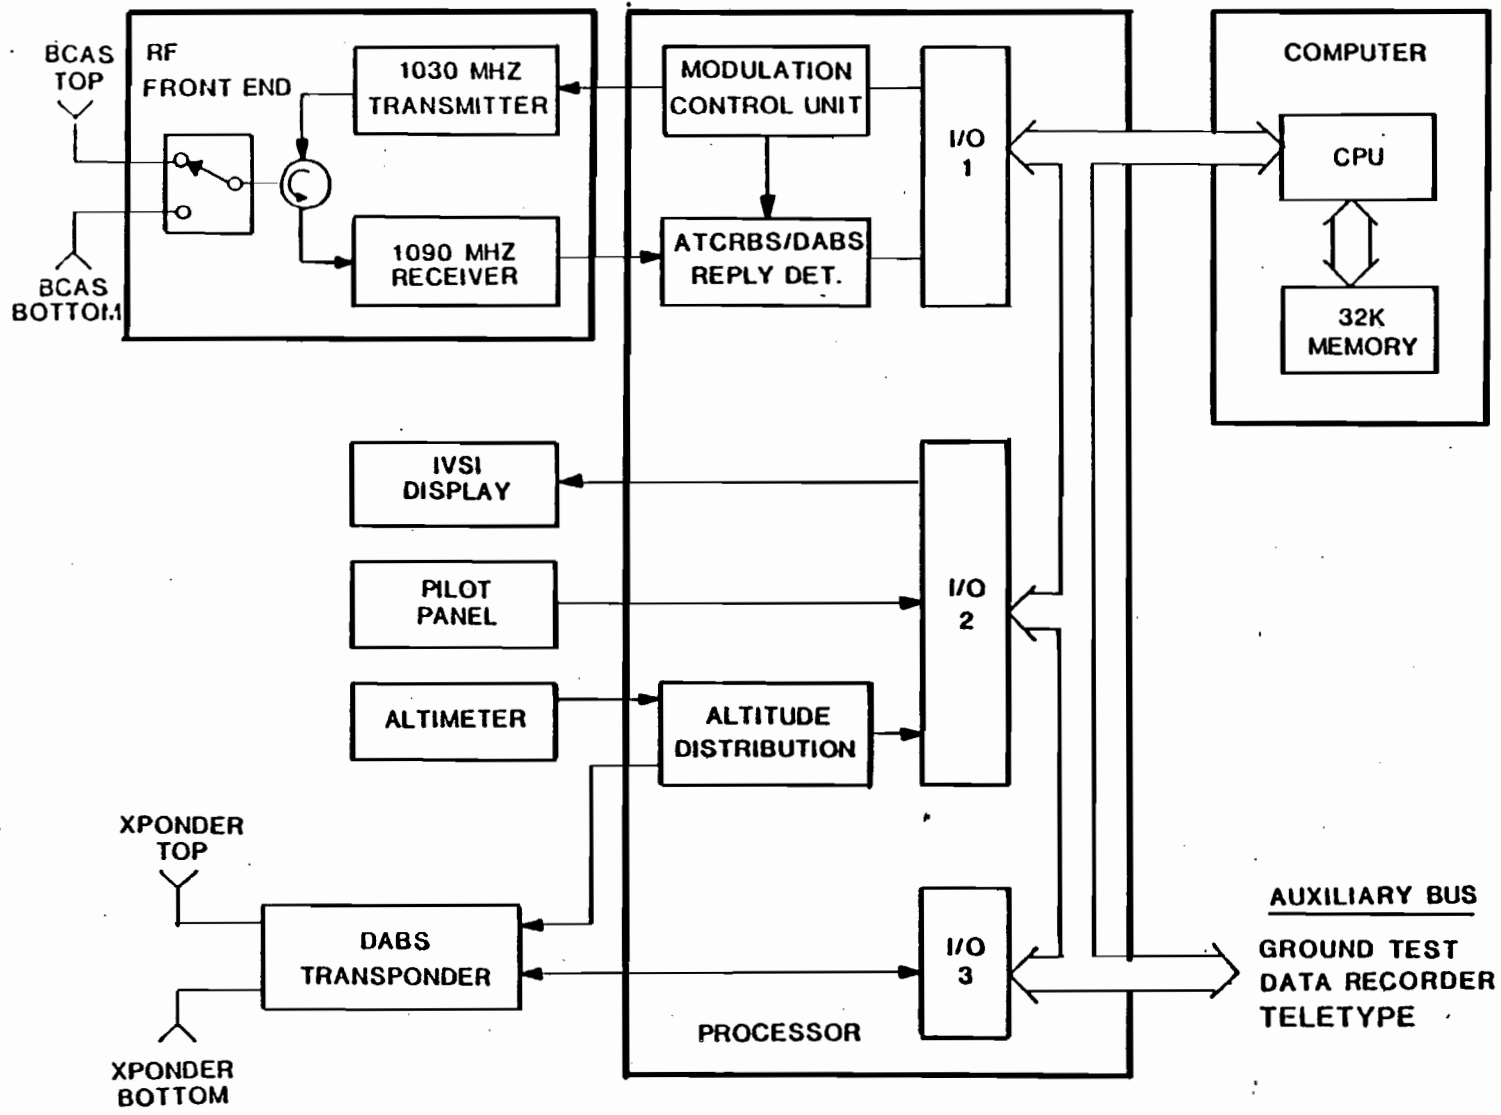 BCAS
TOP
RF
FRONT END
1030 MHZ
TRANSMITTER
MODULATION
CONTROL UNIT
I/O
1
COMPUTER
CPU
BCAS
BOTTOM
1090 MHZ
RECEIVER
ATCRBS/DABS
REPLY DET.
32K
MEMORY
IVSI
DISPLAY
PILOT
PANEL
I/O
2
ALTIMETER
ALTITUDE
DISTRIBUTION
XPONDER
TOP
DABS
TRANSPONDER
I/O
3
XPONDER
BOTTOM
PROCESSOR
AUXILIARY BUS
GROUND TEST
DATA RECORDER
TELETYPE